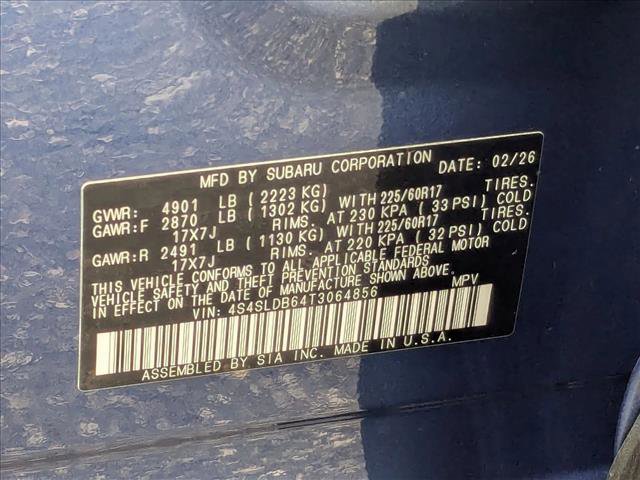 MFD BY SUBARU CORPORATION DATE: 02/26
GVWR: 4901 LB (2223 KG)
GAWR:F 2870 LB (1302 KG) WITH 225/60R17 TIRES.
17X7J RIMS. AT 230 KPA (33 PSI) COLD
GAWR:R 2491 LB (1130 KG) WITH 225/60R17 TIRES.
17X7J RIMS. AT 220 KPA (32 PSI) COLD
THIS VEHICLE CONFORMS TO ALL APPLICABLE FEDERAL MOTOR
VEHICLE SAFETY AND THEFT PREVENTION STANDARDS
IN EFFECT ON THE DATE OF MANUFACTURE SHOWN ABOVE.
VIN: 4S4SLDB64T3064856 MPV
ASSEMBLED BY SIA INC. MADE IN U.S.A.